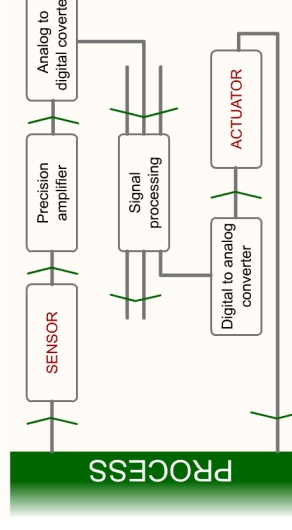 Analog to
digital coverte
Precision
amplifier
SENSOR
Signal
processing
ACTUATOR
Digital to analog
converter
PROCESS